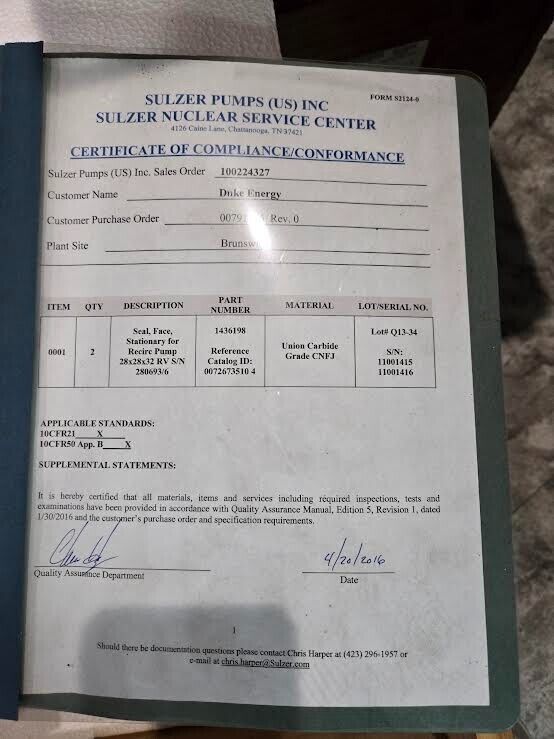 FORM S2124-0
SULZER PUMPS (US) INC
SULZER NUCLEAR SERVICE CENTER
4126 Caine Lane, Chattanooga, TN 37421
CERTIFICATE OF COMPLIANCE/CONFORMANCE
Sulzer Pumps (US) Inc. Sales Order 100224327
Customer Name Duke Energy
Customer Purchase Order Rev. 0
Plant Site
ITEM QTY DESCRIPTION PART NUMBER MATERIAL LOT/SERIAL NO.
0001 2 Seal, Face, Stationary for Recirc Pump 28x28x32 RV S/N 280693/6 1436198 Reference Catalog ID: 0072673510 4 Union Carbide Grade CNFJ Lot# Q13-34 S/N: 11001415 11001416
APPLICABLE STANDARDS:
10CFR21 X
10CFR50 App. B X
SUPPLEMENTAL STATEMENTS:
It is hereby certified that all materials, items and services including required inspections, tests and
examinations have been provided in accordance with Quality Assurance Manual, Edition 5, Revision 1, dated
1/30/2016 and the customer's purchase order and specification requirements.
4/20/2016
Quality Assurance Department
Date
1
Should there be documentation questions please contact Chris Harper at (423) 296-1957 or
e-mail at chris.harper@Sulzer.com